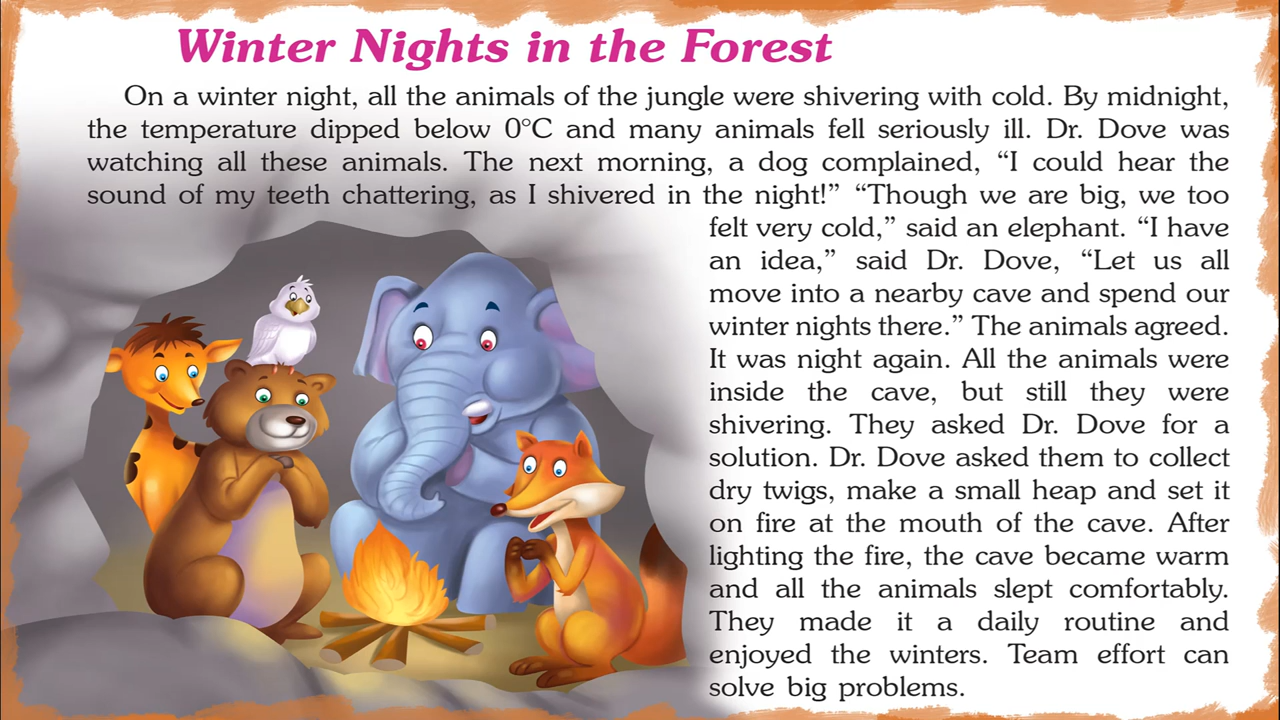 Winter Nights in the Forest
On a winter night, all the animals of the jungle were shivering with cold. By midnight,
the temperature dipped below 0°C and many animals fell seriously ill. Dr. Dove was
watching all these animals. The next morning, a dog complained, “I could hear the
sound of my teeth chattering, as I shivered in the night!” “Though we are big, we too
felt very cold,” said an elephant. “I have
an idea,” said Dr. Dove, “Let us all
move into a nearby cave and spend our
winter nights there.” The animals agreed.
It was night again. All the animals were
inside the cave, but still they were
shivering. They asked Dr. Dove for a
solution. Dr. Dove asked them to collect
dry twigs, make a small heap and set it
on fire at the mouth of the cave. After
lighting the fire, the cave became warm
and all the animals slept comfortably.
They made it a daily routine and
enjoyed the winters. Team effort can
solve big problems.